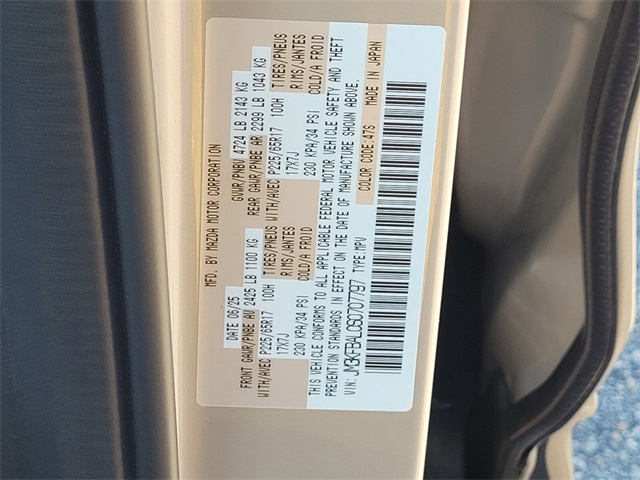 MFD. BY MAZDA MOTOR CORPORATION
DATE 06/25 GVWR/PNBV 4724 LB 2143 KG
FRONT GAWR/PNBE AV 2425 LB 1100 KG REAR GAWR/PNBE AR 2299 LB 1043 KG
WITH/AVEC P225/65R17 100H TIRES/PNEUS WITH/AVEC P225/65R17 100H TIRES/PNEUS
17X7J RIMS/JANTES 17X7J RIMS/JANTES
230 KPA/34 PSI COLD/A FROID 230 KPA/34 PSI COLD/A FROID
THIS VEHICLE CONFORMS TO ALL APPLICABLE FEDERAL MOTOR VEHICLE SAFETY AND THEFT
PREVENTION STANDARDS IN EFFECT ON THE DATE OF MANUFACTURE SHOWN ABOVE.
VIN: JM3KFBAL0S0707797 TYPE:MPV COLOR CODE:47S MADE IN JAPAN